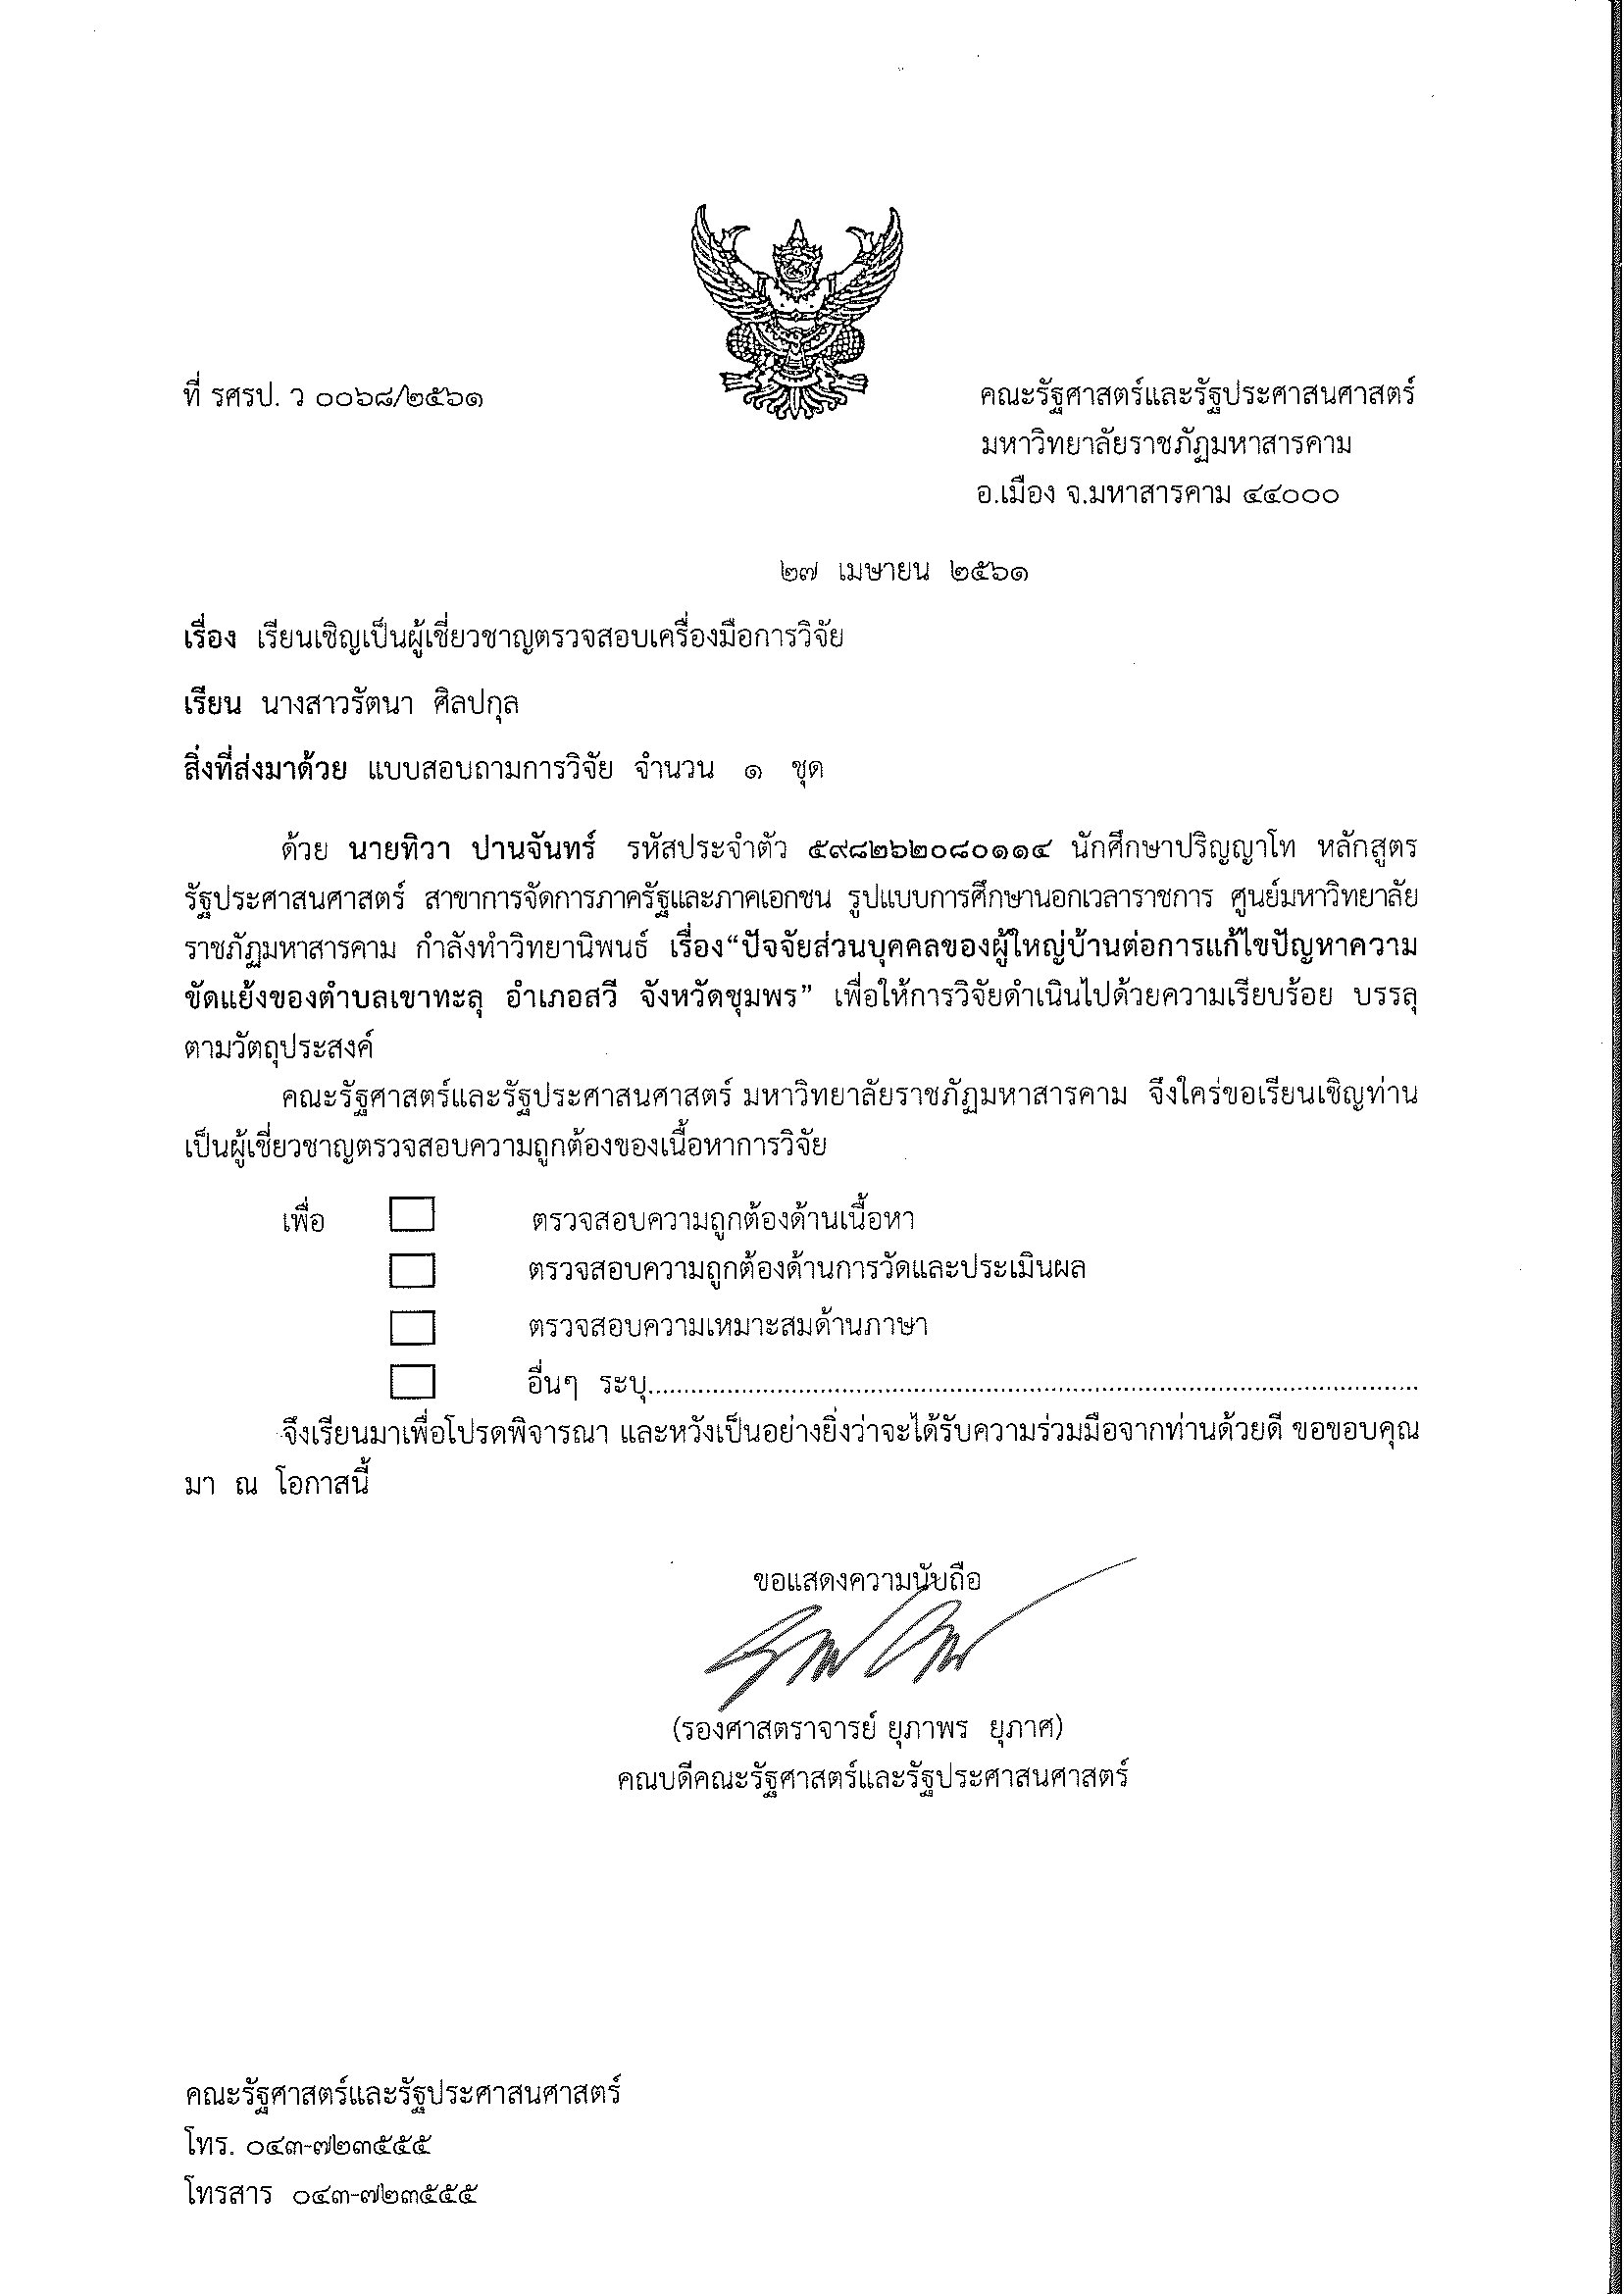 ที่ รศรป. ว ๐๐๖๘/๒๕๖๑
คณะรัฐศาสตร์และรัฐประศาสนศาสตร์
มหาวิทยาลัยราชภัฏมหาสารคาม
อ.เมือง จ.มหาสารคาม ๔๔๐๐๐
๒๗ เมษายน ๒๕๖๑
เรื่อง เรียนเชิญเป็นผู้เชี่ยวชาญตรวจสอบเครื่องมือการวิจัย
เรียน นางสาวรัตนา ศิลปกุล
สิ่งที่ส่งมาด้วย แบบสอบถามการวิจัย จำนวน ๑ ชุด
ด้วย นายทิวา ปานจันทร์ รหัสประจำตัว ๕๙๘๒๖๒๐๘๐๑๑๔ นักศึกษาปริญญาโท หลักสูตร
รัฐประศาสนศาสตร์ สาขาการจัดการภาครัฐและภาคเอกชน รูปแบบการศึกษานอกเวลาราชการ ศูนย์มหาวิทยาลัย
ราชภัฏมหาสารคาม กำลังทำวิทยานิพนธ์ เรื่อง“ปัจจัยส่วนบุคคลของผู้ใหญ่บ้านต่อการแก้ไขปัญหาความ
ขัดแย้งของตำบลเขาทะลุ อำเภอสวี จังหวัดชุมพร” เพื่อให้การวิจัยดำเนินไปด้วยความเรียบร้อย บรรลุ
ตามวัตถุประสงค์
คณะรัฐศาสตร์และรัฐประศาสนศาสตร์ มหาวิทยาลัยราชภัฏมหาสารคาม จึงใคร่ขอเรียนเชิญท่าน
เป็นผู้เชี่ยวชาญตรวจสอบความถูกต้องของเนื้อหาการวิจัย
เพื่อ ตรวจสอบความถูกต้องด้านเนื้อหา
ตรวจสอบความถูกต้องด้านการวัดและประเมินผล
ตรวจสอบความเหมาะสมด้านภาษา
อื่นๆ ระบุ..........................................................................................................
จึงเรียนมาเพื่อโปรดพิจารณา และหวังเป็นอย่างยิ่งว่าจะได้รับความร่วมมือจากท่านด้วยดี ขอขอบคุณ
มา ณ โอกาสนี้
ขอแสดงความนับถือ
(รองศาสตราจารย์ ยุภาพร ยุภาศ)
คณบดีคณะรัฐศาสตร์และรัฐประศาสนศาสตร์
คณะรัฐศาสตร์และรัฐประศาสนศาสตร์
โทร. ๐๔๓-๗๒๓๕๕๕
โทรสาร ๐๔๓-๗๒๓๕๕๕